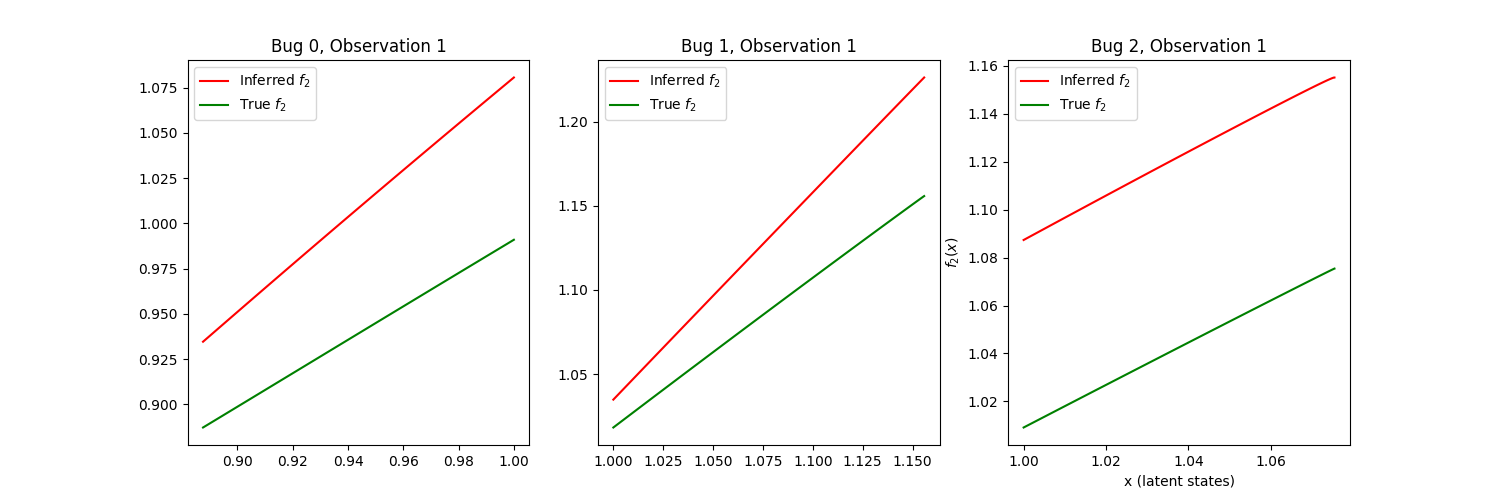 Bug 0, Observation 1
Inferred f₂
True f₂
1.075
1.050
1.025
1.000
0.975
0.950
0.925
0.900
0.90 0.92 0.94 0.96 0.98 1.00
Bug 1, Observation 1
Inferred f₂
True f₂
1.20
1.15
1.10
1.05
1.000 1.025 1.050 1.075 1.100 1.125 1.150
Bug 2, Observation 1
Inferred f₂
True f₂
f₂(x)
1.16
1.14
1.12
1.10
1.08
1.06
1.04
1.02
1.00 1.02 1.04 1.06
x (latent states)